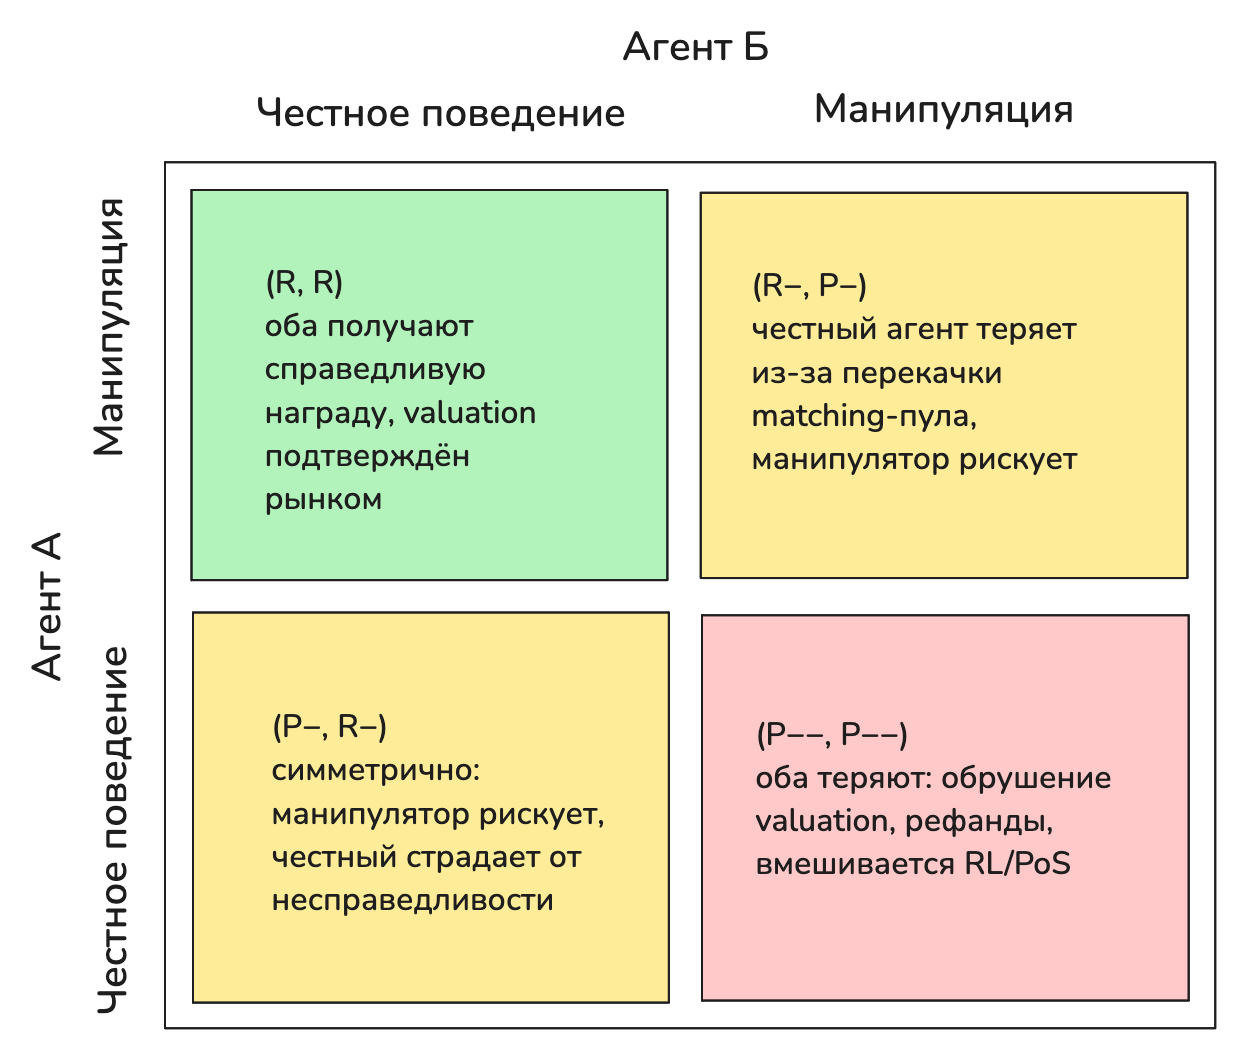 Агент Б
Честное поведение
Манипуляция
Агент А
Манипуляция
(R, R)
оба получают
справедливую
награду, valuation
подтверждён
рынком
(R–, P–)
честный агент теряет
из-за перекачки
matching-пула,
манипулятор рискует
Честное поведение
(P–, R–)
симметрично:
манипулятор рискует,
честный страдает от
несправедливости
(P––, P––)
оба теряют: обрушение
valuation, рефанды,
вмешивается RL/PoS